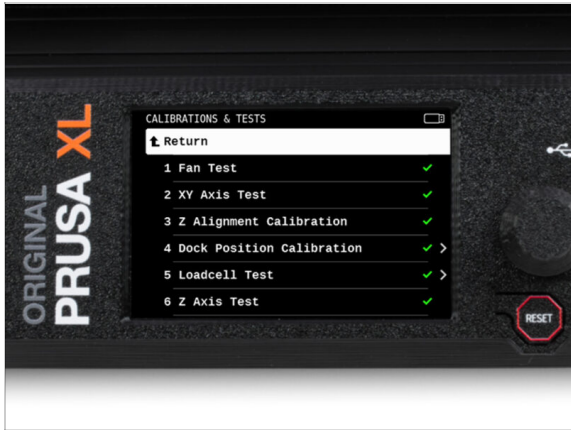 ORIGINAL
PRUSA XL
CALIBRATIONS & TESTS
Return
1 Fan Test
2 XY Axis Test
3 Z Alignment Calibration
4 Dock Position Calibration
5 Loadcell Test
6 Z Axis Test
RESET